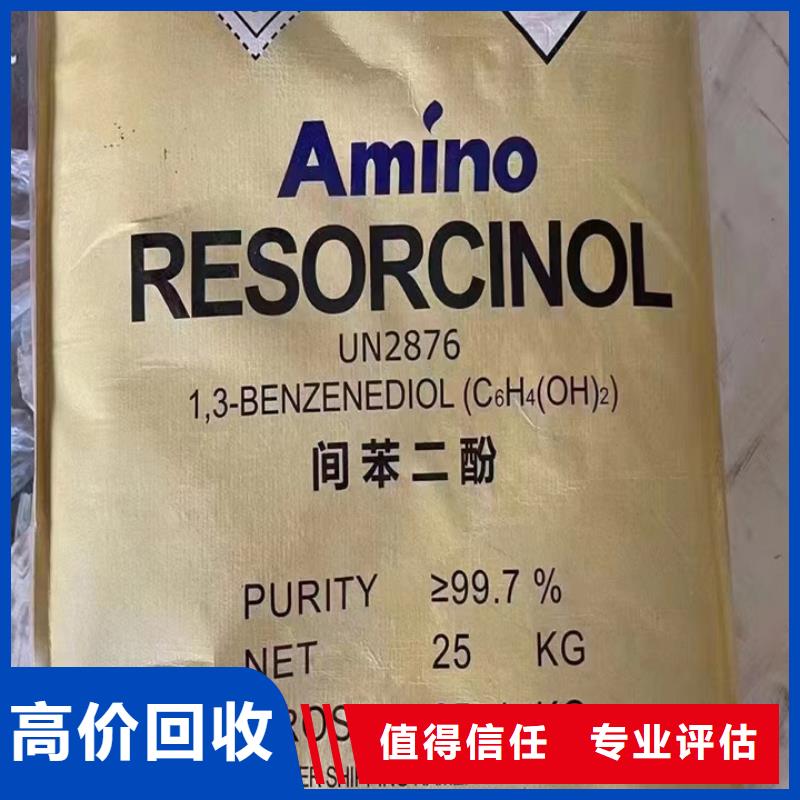 Amino
RESORCINOL
UN2876
1,3-BENZENEDIOL (C₆H₄(OH)₂)
间苯二酚
PURITY ≥99.7 %
NET 25 KG
KG
高价回收
值得信任 专业评估